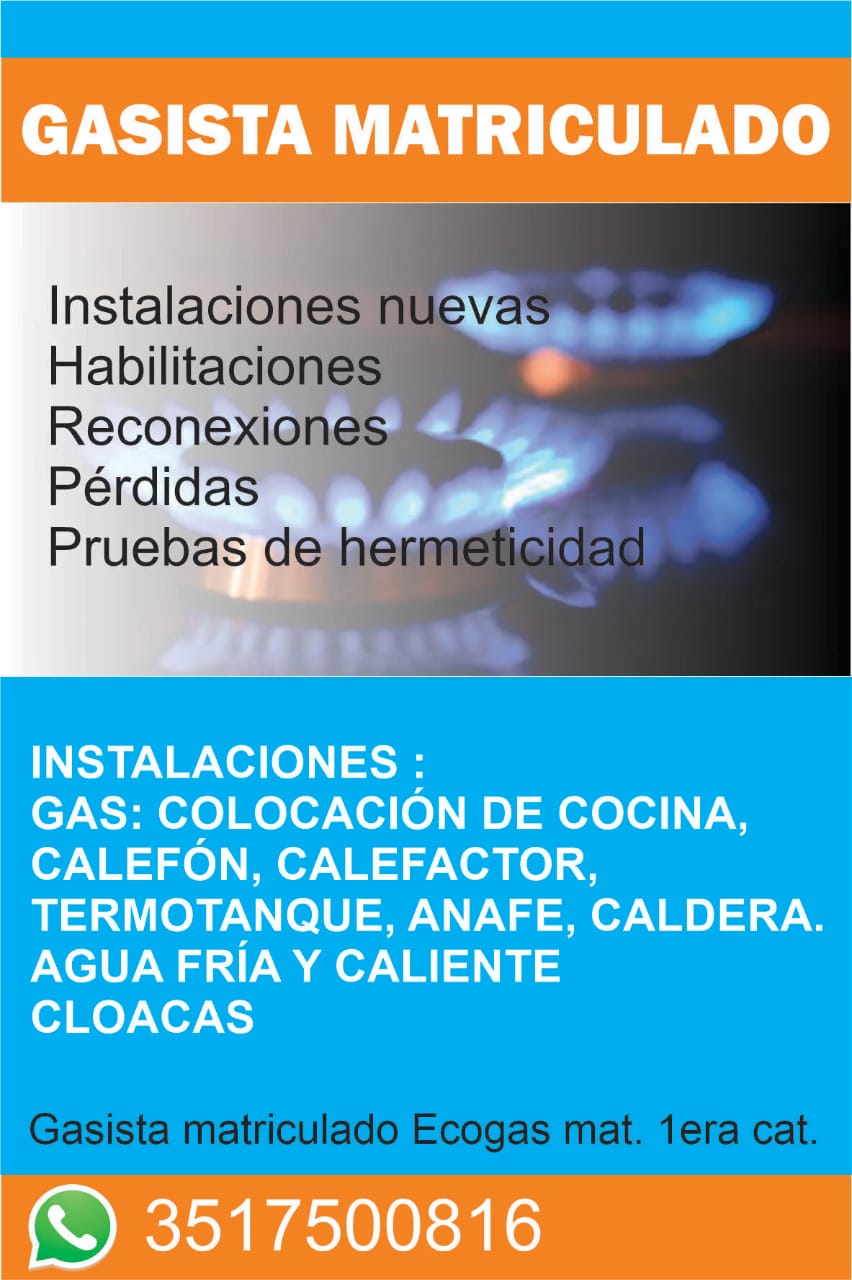 GASISTA MATRICULADO
Instalaciones nuevas
Habilitaciones
Reconexiones
Pérdidas
Pruebas de hermeticidad
INSTALACIONES :
GAS: COLOCACIÓN DE COCINA,
CALEFÓN, CALEFACTOR,
TERMOTANQUE, ANAFE, CALDERA.
AGUA FRÍA Y CALIENTE
CLOACAS
Gasista matriculado Ecogas mat. 1era cat.
3517500816